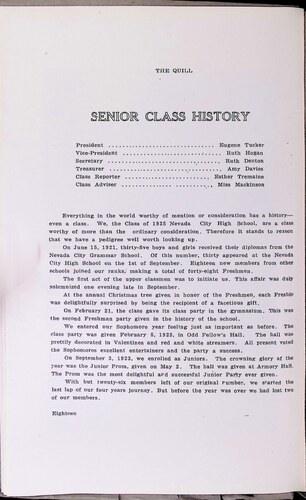 THE QUILL
SENIOR CLASS HISTORY
President ................................ Eugene Tucker
Vice-President ........................... Ruth Hogan
Secretary ................................ Ruth Denton
Treasurer ................................ Amy Davies
Class Reporter ........................... Esther Tremaine
Class Adviser ............................ Miss Mackinson
Everything in the world worthy of mention or consideration has a history—
even a class. We, the Class of 1925 Nevada City High School, are a class
worthy of more than the ordinary consideration. Therefore it stands to reason
that we have a pedigree well worth looking up.
On June 15, 1921, thirty-five boys and girls received their diplomas from the
Nevada City Grammar School. Of this number, thirty appeared at the Nevada
City High School on the 1st of September. Eighteen new members from other
schools joined our ranks, making a total of forty-eight Freshmen.
The first act of the upper classmen was to initiate us. This affair was duly
solemnized one evening late in September.
At the annual Christmas tree given in honor of the Freshmen, each Freshie
was delightfully surprised by being the recipient of a facetious gift.
On February 21, the class gave its class party in the gymnasium. This was
the second Freshman party given in the history of the school.
We entered our Sophomore year feeling just as important as before. The
class party was given February 8, 1923, in Odd Fellow's Hall. The hall was
prettily decorated in Valentines and red and white streamers. All present voted
the Sophomores excellent entertainers and the party a success.
On September 3, 1923, we enrolled as Juniors. The crowning glory of the
year was the Junior Prom, given on May 2. The ball was given at Armory Hall.
The Prom was the most delightful and successful Junior Party ever given.
With but twenty-six members left of our original number, we started the
last lap of our four years journey. But before the year was over we had lost two
of our members.
Eighteen